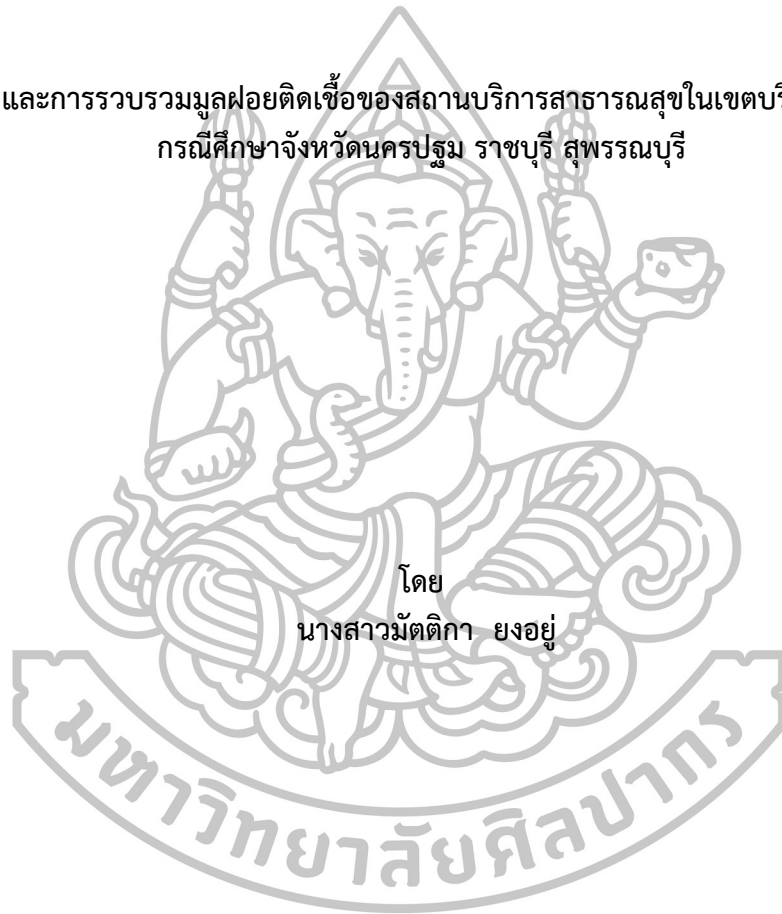 และการรวบรวมมูลฝอยติดเชื้อของสถานบริการสาธารณสุขในเขต
กรณีศึกษาจังหวัดนครปฐม ราชบุรี สุพรรณบุรี
โดย
นางสาวมัตติกา ยงอยู่
มหาวิทยาลัยศิลปากร